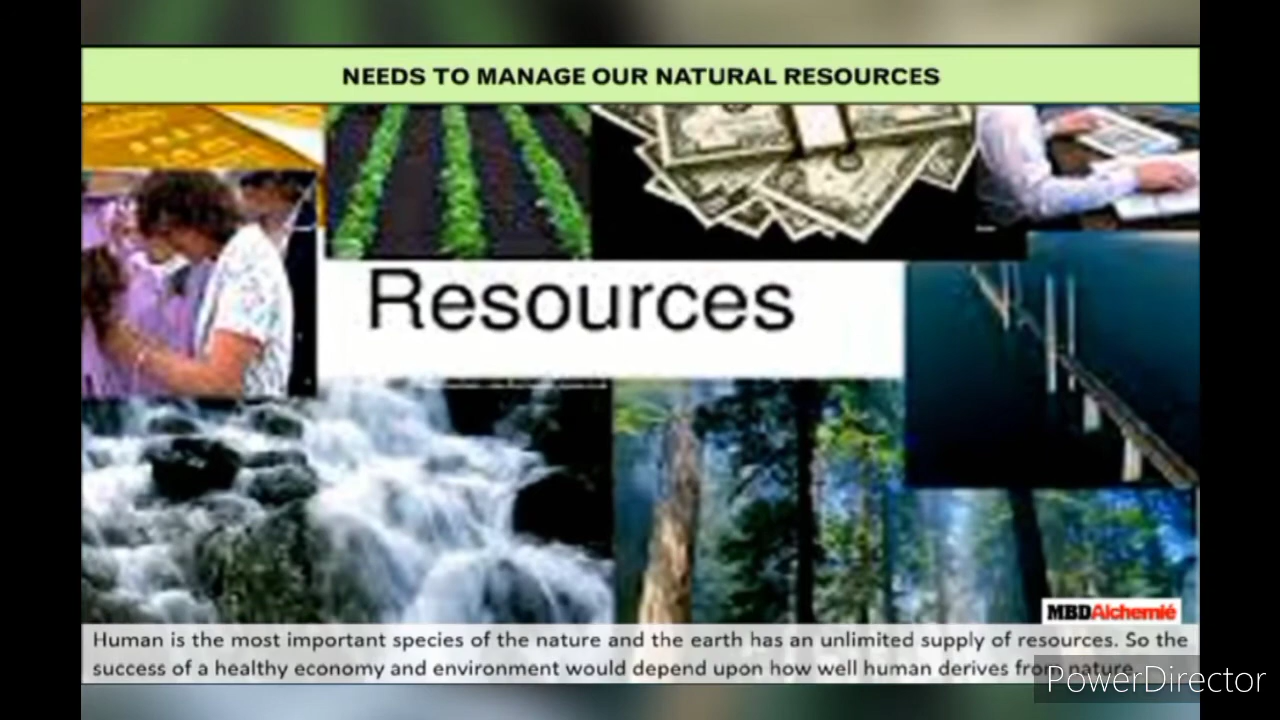 NEEDS TO MANAGE OUR NATURAL RESOURCES
Resources
MBDAlchemié
Human is the most important species of the nature and the earth has an unlimited supply of resources. So the
success of a healthy economy and environment would depend upon how well human derives from nature.
PowerDirector